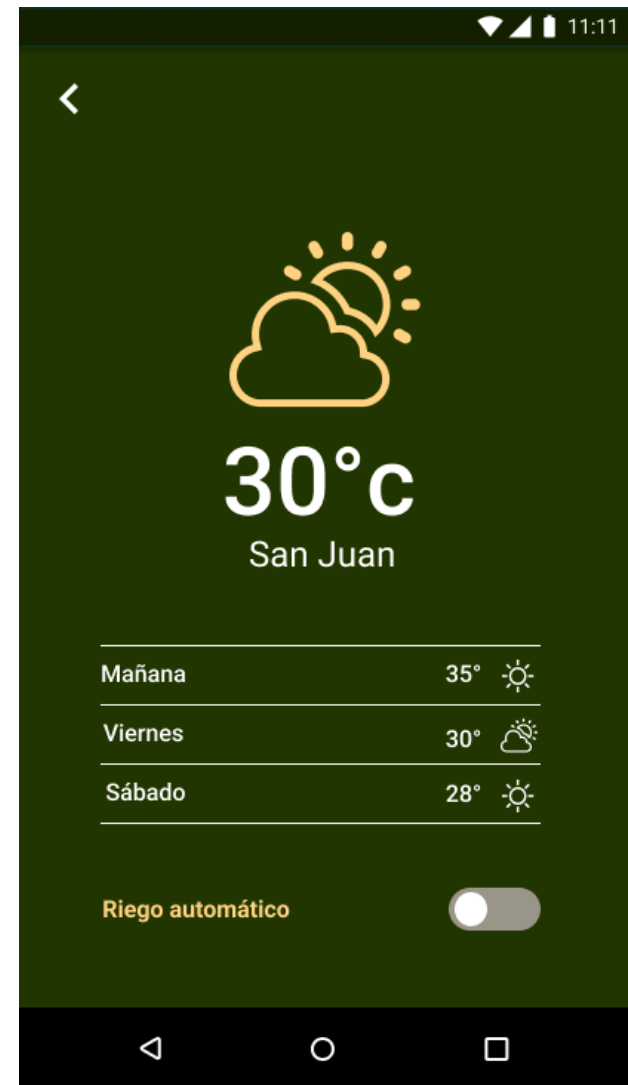 11:11
30°c
San Juan
Mañana 35°
Viernes 30°
Sábado 28°
Riego automático